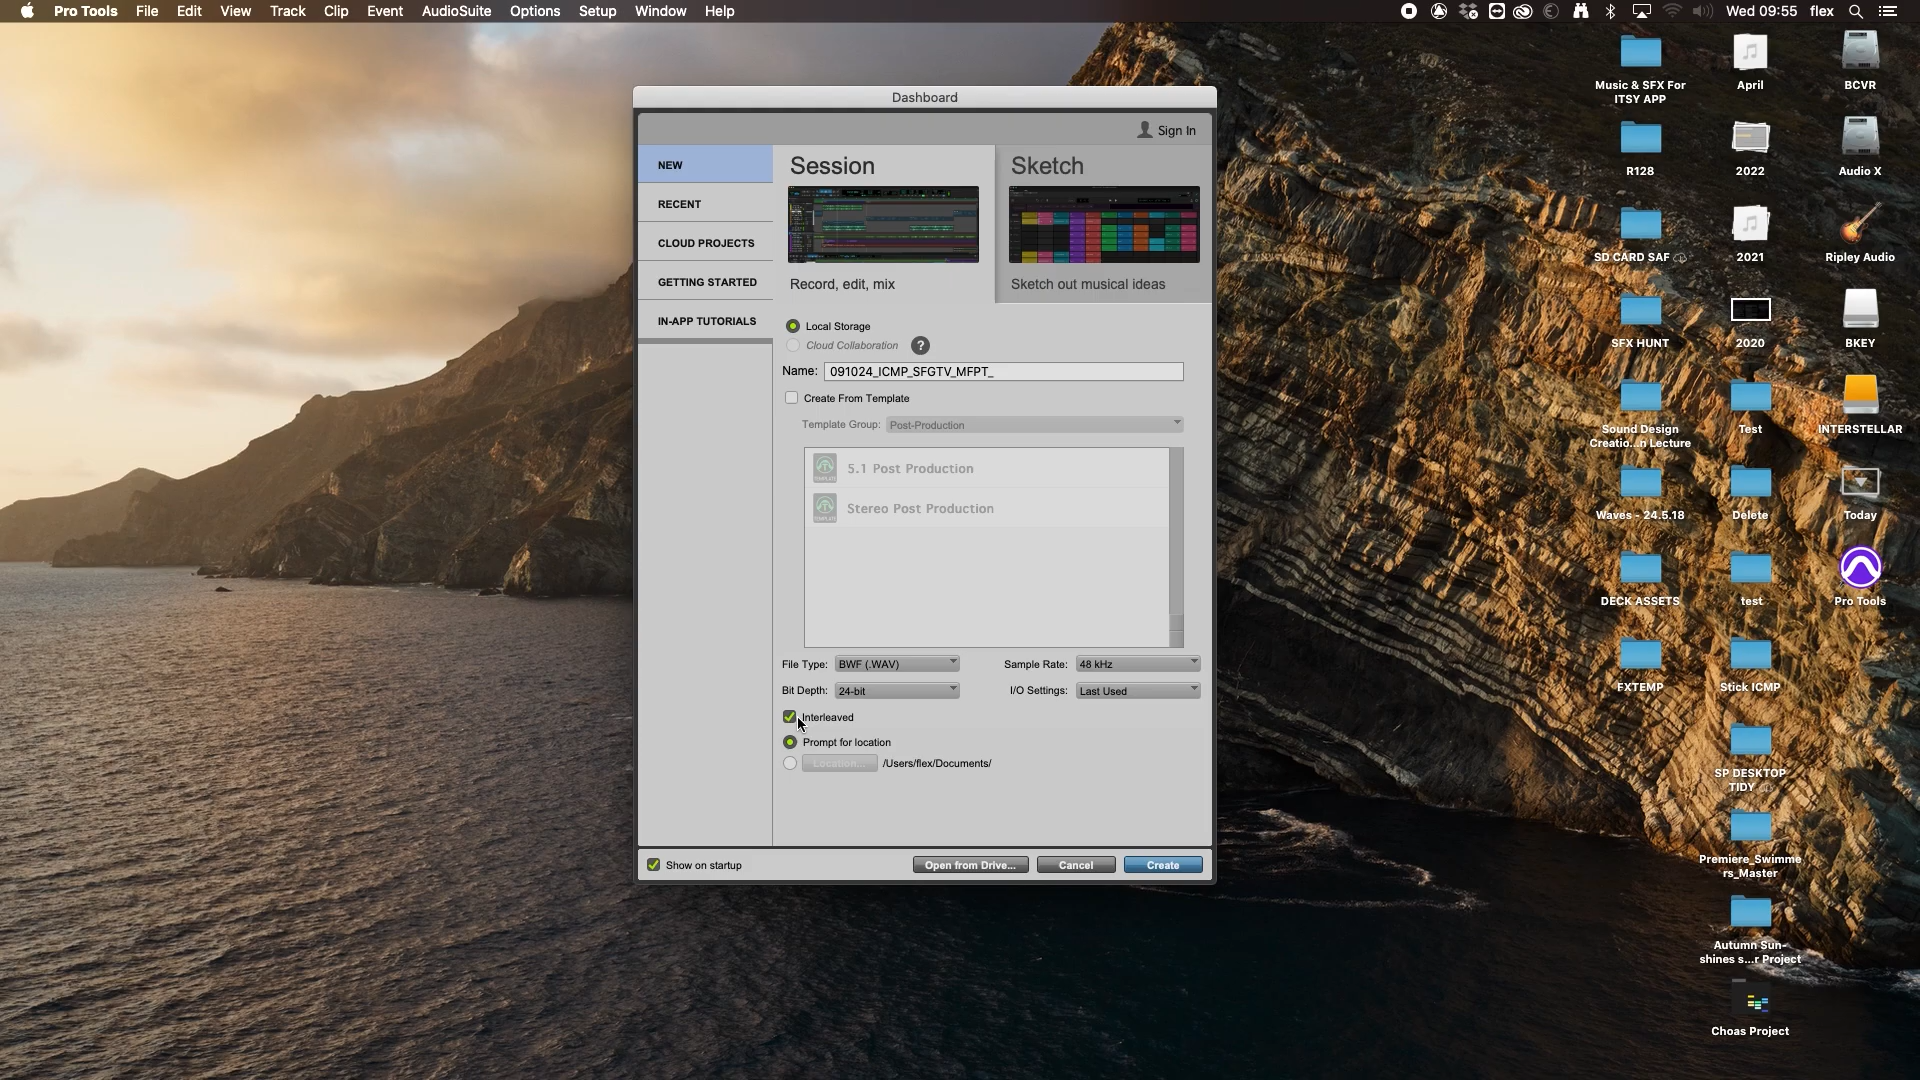 Pro Tools File Edit View Track Clip Event AudioSuite Options Setup Window Help Wed 09:55 flex
Dashboard
Sign In
NEW
RECENT
CLOUD PROJECTS
GETTING STARTED
IN-APP TUTORIALS
Session
Record, edit, mix
Sketch
Sketch out musical ideas
Local Storage
Cloud Collaboration ?
Name: 091024_ICMP_SFGTV_MFPT_
Create From Template
Template Group: Post-Production
5.1 Post Production
Stereo Post Production
File Type: BWF (.WAV) Sample Rate: 48 kHz
Bit Depth: 24-bit I/O Settings: Last Used
Interleaved
Prompt for location
Location... /Users/flex/Documents/
Show on startup Open from Drive... Cancel Create
Music & SFX For
ITSY APP
April
BCVR
R128
2022
Audio X
SD CARD SAF
2021
Ripley Audio
SFX HUNT
2020
BKEY
Sound Design
Creatio...n Lecture
Test
INTERSTELLAR
Waves - 24.5.18
Delete
Today
DECK ASSETS
test
Pro Tools
FXTEMP
Stick ICMP
SP DESKTOP
TIDY
Premiere_Swimme
rs_Master
Autumn Sun-
shines s...r Project
Choas Project